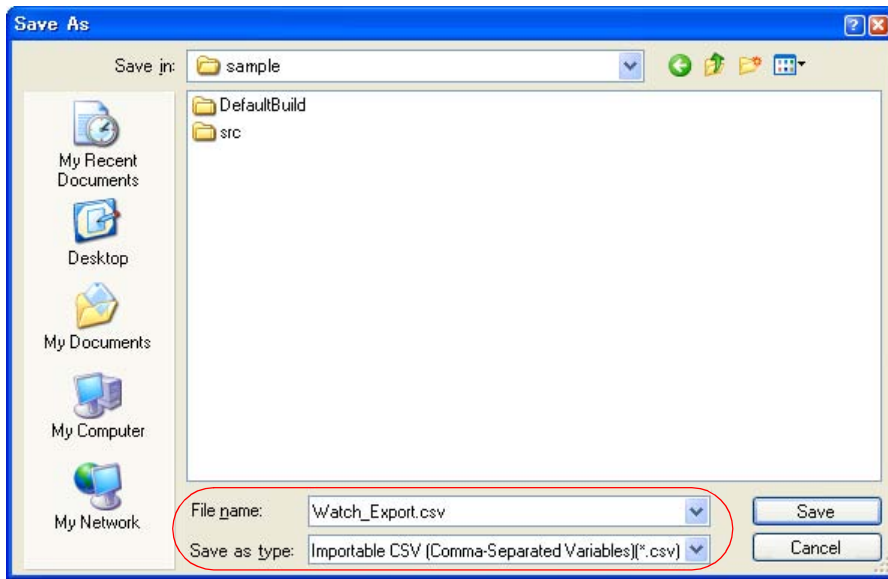 Save As
Save in:
sample
DefaultBuild
src
My Recent
Documents
Desktop
My Documents
My Computer
My Network
File name:
Watch_Export.csv
Save
Save as type:
Importable CSV (Comma-Separated Variables)(*.csv)
Cancel